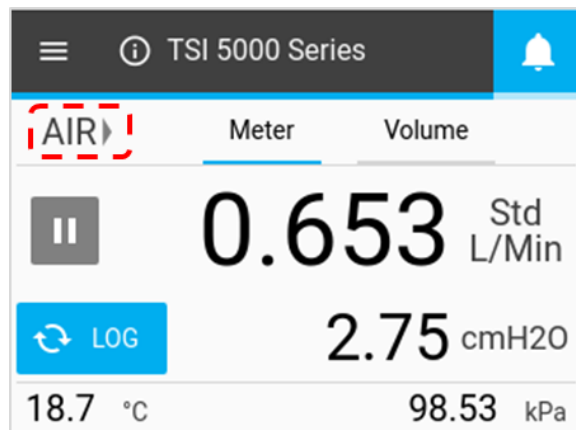 TSI 5000 Series
AIR Meter Volume
0.653 Std L/Min
LOG 2.75 cmH2O
18.7 °C 98.53 kPa